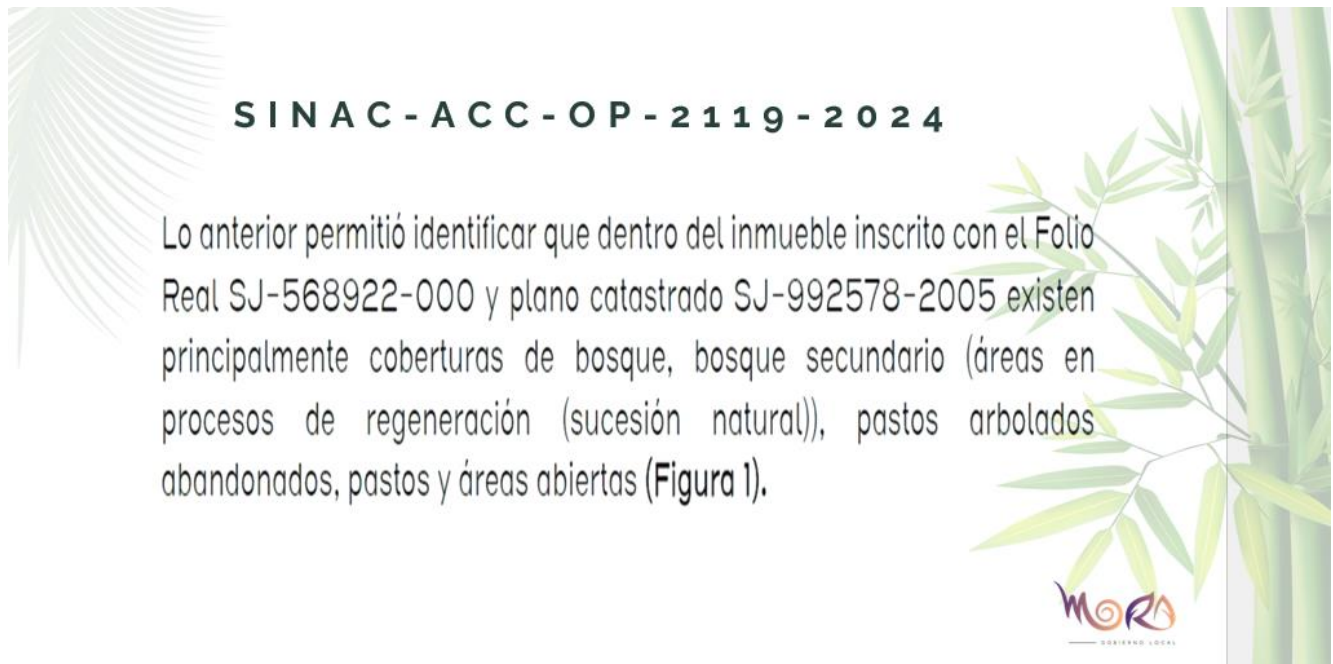 SINAC-ACC-OP-2119-2024
Lo anterior permitió identificar que dentro del inmueble inscrito con el Folio
Real SJ-568922-000 y plano catastrado SJ-992578-2005 existen
principalmente coberturas de bosque, bosque secundario (áreas en
procesos de regeneración (sucesión natural)), pastos arbolados
abandonados, pastos y áreas abiertas (Figura 1).
MORA
GOBIERNO LOCAL